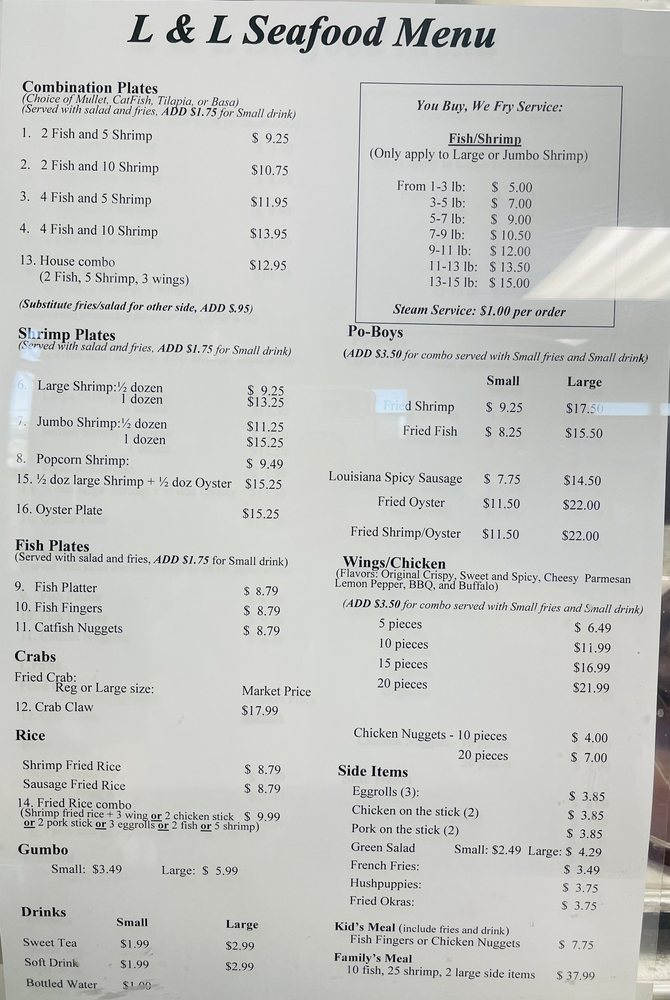 L & L Seafood Menu
Combination Plates
(Choice of Mullet, CatFish, Tilapia, or Basa)
(Served with salad and fries, ADD $1.75 for Small drink)
1. 2 Fish and 5 Shrimp $ 9.25
2. 2 Fish and 10 Shrimp $10.75
3. 4 Fish and 5 Shrimp $11.95
4. 4 Fish and 10 Shrimp $13.95
13. House combo $12.95
(2 Fish, 5 Shrimp, 3 wings)
(Substitute fries/salad for other side, ADD $.95)
Shrimp Plates
(Served with salad and fries, ADD $1.75 for Small drink)
6. Large Shrimp:½ dozen $ 9.25
1 dozen $13.25
7. Jumbo Shrimp:½ dozen $11.25
1 dozen $15.25
8. Popcorn Shrimp: $ 9.49
15. ½ doz large Shrimp + ½ doz Oyster $15.25
16. Oyster Plate $15.25
Fish Plates
(Served with salad and fries, ADD $1.75 for Small drink)
9. Fish Platter $ 8.79
10. Fish Fingers $ 8.79
11. Catfish Nuggets $ 8.79
Crabs
Fried Crab:
Reg or Large size: Market Price
12. Crab Claw $17.99
Rice
Shrimp Fried Rice $ 8.79
Sausage Fried Rice $ 8.79
14. Fried Rice combo
(Shrimp fried rice + 3 wing or 2 chicken stick $ 9.99
or 2 pork stick or 3 eggrolls or 2 fish or 5 shrimp)
Gumbo
Small: $3.49 Large: $ 5.99
Drinks
Small Large
Sweet Tea $1.99 $2.99
Soft Drink $1.99 $2.99
Bottled Water $1.99
You Buy, We Fry Service:
Fish/Shrimp
(Only apply to Large or Jumbo Shrimp)
From 1-3 lb: $ 5.00
3-5 lb: $ 7.00
5-7 lb: $ 9.00
7-9 lb: $ 10.50
9-11 lb: $ 12.00
11-13 lb: $ 13.50
13-15 lb: $ 15.00
Steam Service: $1.00 per order
Po-Boys
(ADD $3.50 for combo served with Small fries and Small drink)
Small Large
Fried Shrimp $ 9.25 $17.50
Fried Fish $ 8.25 $15.50
Louisiana Spicy Sausage $ 7.75 $14.50
Fried Oyster $11.50 $22.00
Fried Shrimp/Oyster $11.50 $22.00
Wings/Chicken
(Flavors: Original Crispy, Sweet and Spicy, Cheesy Parmesan
Lemon Pepper, BBQ, and Buffalo)
(ADD $3.50 for combo served with Small fries and Small drink)
5 pieces $ 6.49
10 pieces $11.99
15 pieces $16.99
20 pieces $21.99
Chicken Nuggets - 10 pieces $ 4.00
20 pieces $ 7.00
Side Items
Eggrolls (3): $ 3.85
Chicken on the stick (2) $ 3.85
Pork on the stick (2) $ 3.85
Green Salad Small: $2.49 Large: $ 4.29
French Fries: $ 3.49
Hushpuppies: $ 3.75
Fried Okras: $ 3.75
Kid's Meal (include fries and drink)
Fish Fingers or Chicken Nuggets $ 7.75
Family's Meal
10 fish, 25 shrimp, 2 large side items $ 37.99